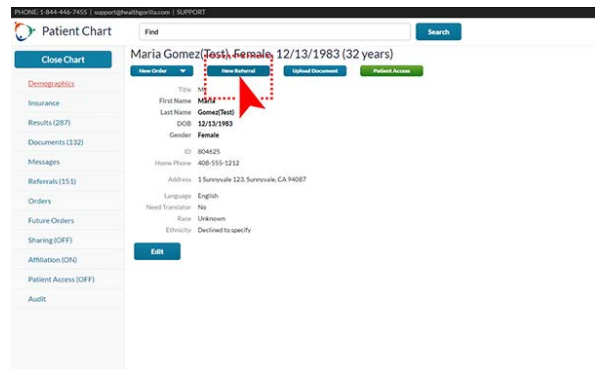 PHONE: 1-844-446-7455 | support@healthgorilla.com | SUPPORT
Patient Chart
Find
Search
Close Chart
Maria Gomez(Test), Female, 12/13/1983 (32 years)
New Order
New Referral
Upload Document
Patient Access
Demographics
Insurance
Results (287)
Documents (132)
Messages
Referrals (151)
Orders
Future Orders
Sharing (OFF)
Affiliation (ON)
Patient Access (OFF)
Audit
Title
First Name Maria
Last Name Gomez(Test)
DOB 12/13/1983
Gender Female
ID 804625
Home Phone 408-555-1212
Address 1 Sunnyvale 123, Sunnyvale, CA 94087
Language English
Need Translator No
Race Unknown
Ethnicity Declined to specify
Edit